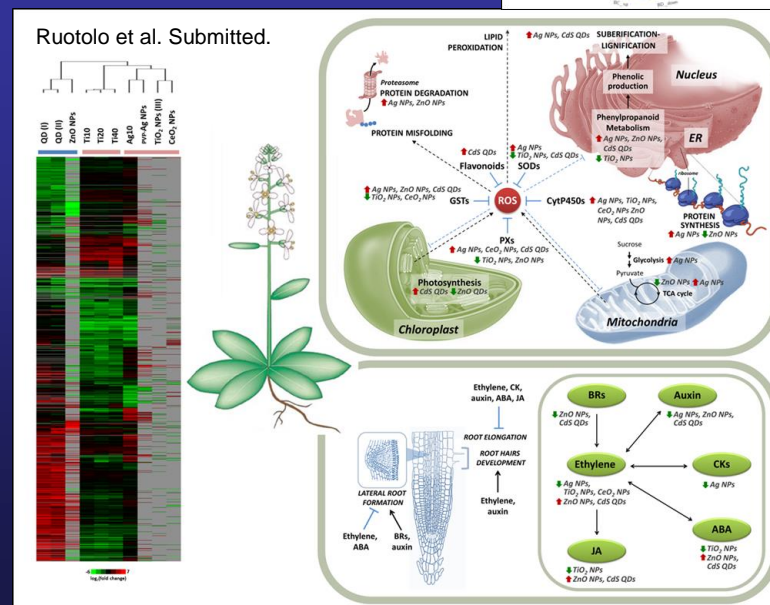 Ruotolo et al. Submitted.
QD (I)
QD (II)
ZnO NPs
Ti10
Ti20
Ti40
Ag10
PVP-Ag NPs
TiO₂ NPs (III)
CeO₂ NPs
log₂(fold change)
LIPID
PEROXIDATION
Ag NPs, CdS QDs
SUBERIFICATION-
LIGNIFICATION
Nucleus
Phenolic
production
Phenylpropanoid
Metabolism
Ag NPs, ZnO NPs,
CdS QDs
TiO₂ NPs
ER
Proteasome
PROTEIN DEGRADATION
Ag NPs, ZnO NPs
PROTEIN MISFOLDING
CdS QDs
Flavonoids
Ag NPs
TiO₂ NPs, CdS QDs
SODs
Ag NPs, ZnO NPs, CdS QDs
TiO₂ NPs, CeO₂ NPs
GSTs
ROS
CytP450s
Ag NPs, TiO₂ NPs,
CeO₂ NPs ZnO
NPs, CdS QDs
ribosome
PROTEIN
SYNTHESIS
Ag NPs ZnO NPs
PXs
Ag NPs, CeO₂ NPs, CdS QDs
TiO₂ NPs, ZnO NPs
Photosynthesis
CdS QDs ZnO QDs
Chloroplast
Sucrose
Glycolysis Ag NPs
Pyruvate
ZnO NPs Ag NPs
TCA cycle
Mitochondria
Ethylene, CK,
auxin, ABA, JA
ROOT ELONGATION
ROOT HAIRS
DEVELOPMENT
LATERAL ROOT
FORMATION
Ethylene,
auxin
Ethylene,
ABA
BRs,
auxin
BRs
ZnO NPs,
CdS QDs
Auxin
Ag NPs, ZnO NPs,
CdS QDs
Ethylene
Ag NPs,
TiO₂ NPs, CeO₂ NPs
ZnO NPs, CdS QDs
CKs
Ag NPs
ABA
TiO₂ NPs
ZnO NPs,
CdS QDs
JA
TiO₂ NPs
ZnO NPs, CdS QDs